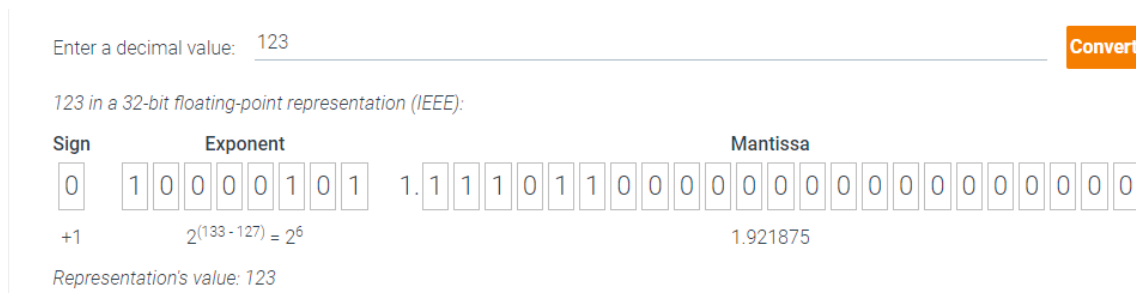 Enter a decimal value: 123 Convert
123 in a 32-bit floating-point representation (IEEE):
Sign Exponent Mantissa
0 1 0 0 0 0 1 0 1 1. 1 1 1 0 1 1 0 0 0 0 0 0 0 0 0 0 0 0 0 0 0 0 0
+1 2(133 - 127) = 26 1.921875
Representation's value: 123